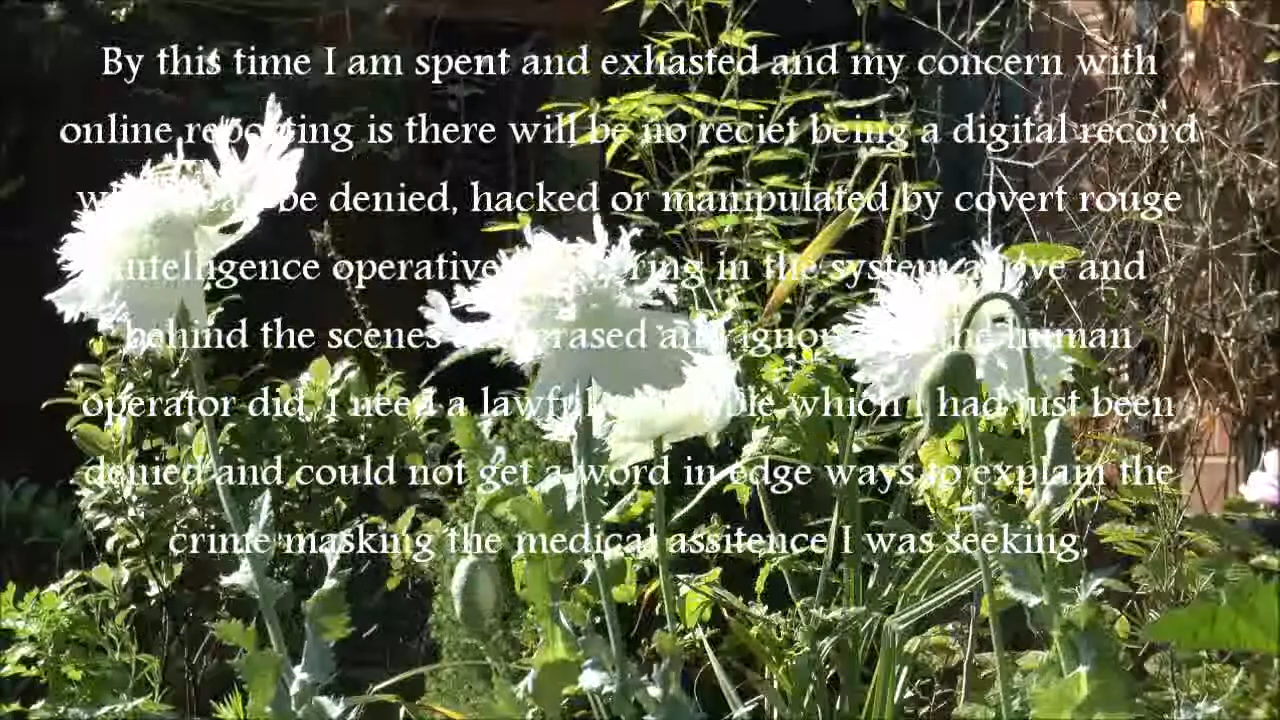 By this time I am spent and exhasted and my concern with
online reporting is there will be no reciet being a digital record
be denied, hacked or manipulated by covert rouge
intelligence operative in the system above and
behind the scenes erased and the human
operator did, I need a lawful which I had just been
denied and could not get a word in edge ways to explain the
crime masking the medical assitence I was seeking,